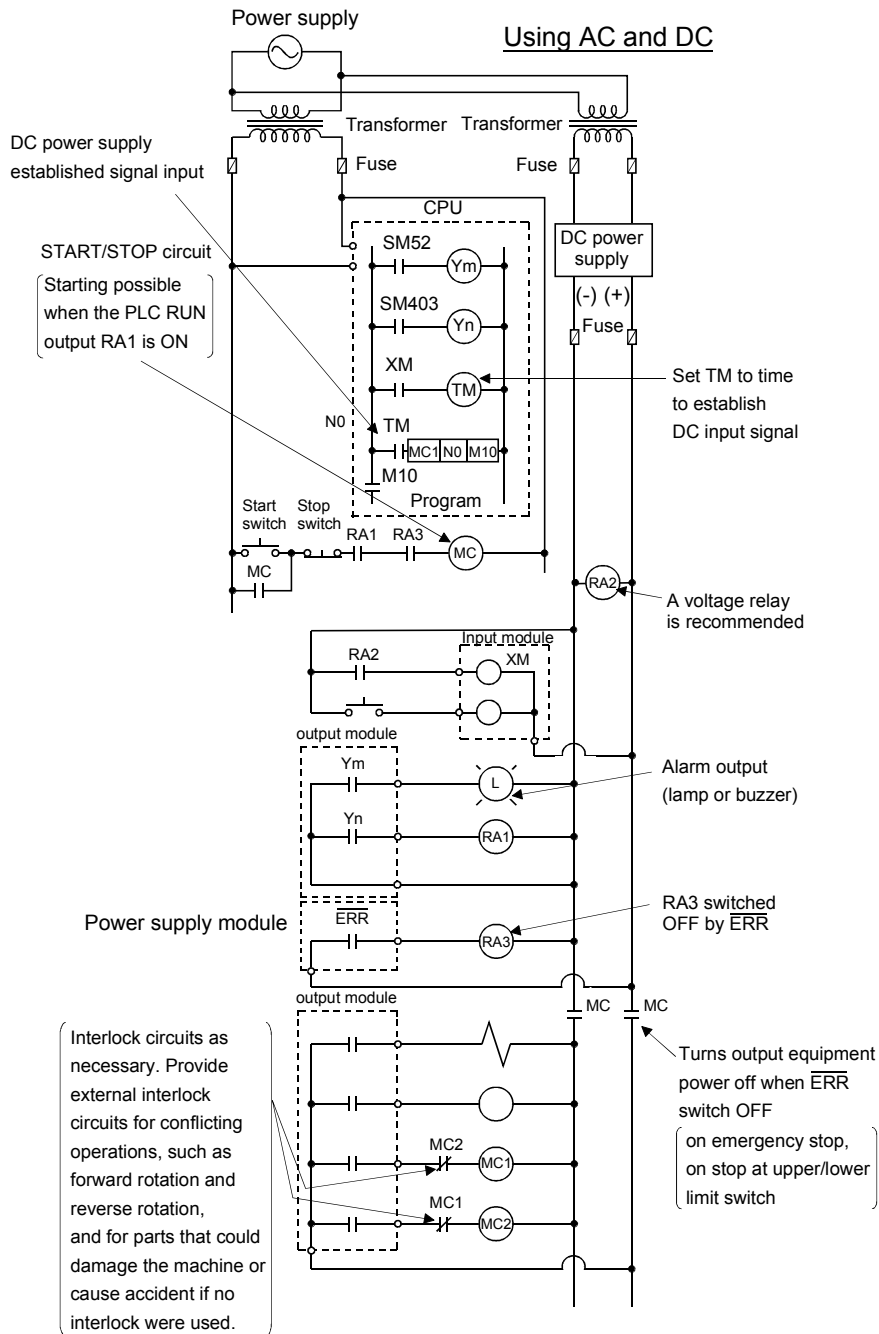 Power supply
Using AC and DC
Transformer
Transformer
DC power supply
established signal input
Fuse
Fuse
CPU
START/STOP circuit
Starting possible
when the PLC RUN
output RA1 is ON
SM52
Ym
DC power
supply
(-) (+)
Fuse
SM403
Yn
XM
TM
Set TM to time
to establish
DC input signal
N0
TM
MC1 N0 M10
M10
Program
Start
switch
Stop
switch
RA1
RA3
MC
MC
RA2
A voltage relay
is recommended
Input module
RA2
XM
output module
Ym
L
Alarm output
(lamp or buzzer)
Yn
RA1
Power supply module
ERR
RA3
RA3 switched
OFF by ERR
output module
MC
MC
Interlock circuits as
necessary. Provide
external interlock
circuits for conflicting
operations, such as
forward rotation and
reverse rotation,
and for parts that could
damage the machine or
cause accident if no
interlock were used.
Turns output equipment
power off when ERR
switch OFF
on emergency stop,
on stop at upper/lower
limit switch
MC2
MC1
MC1
MC2